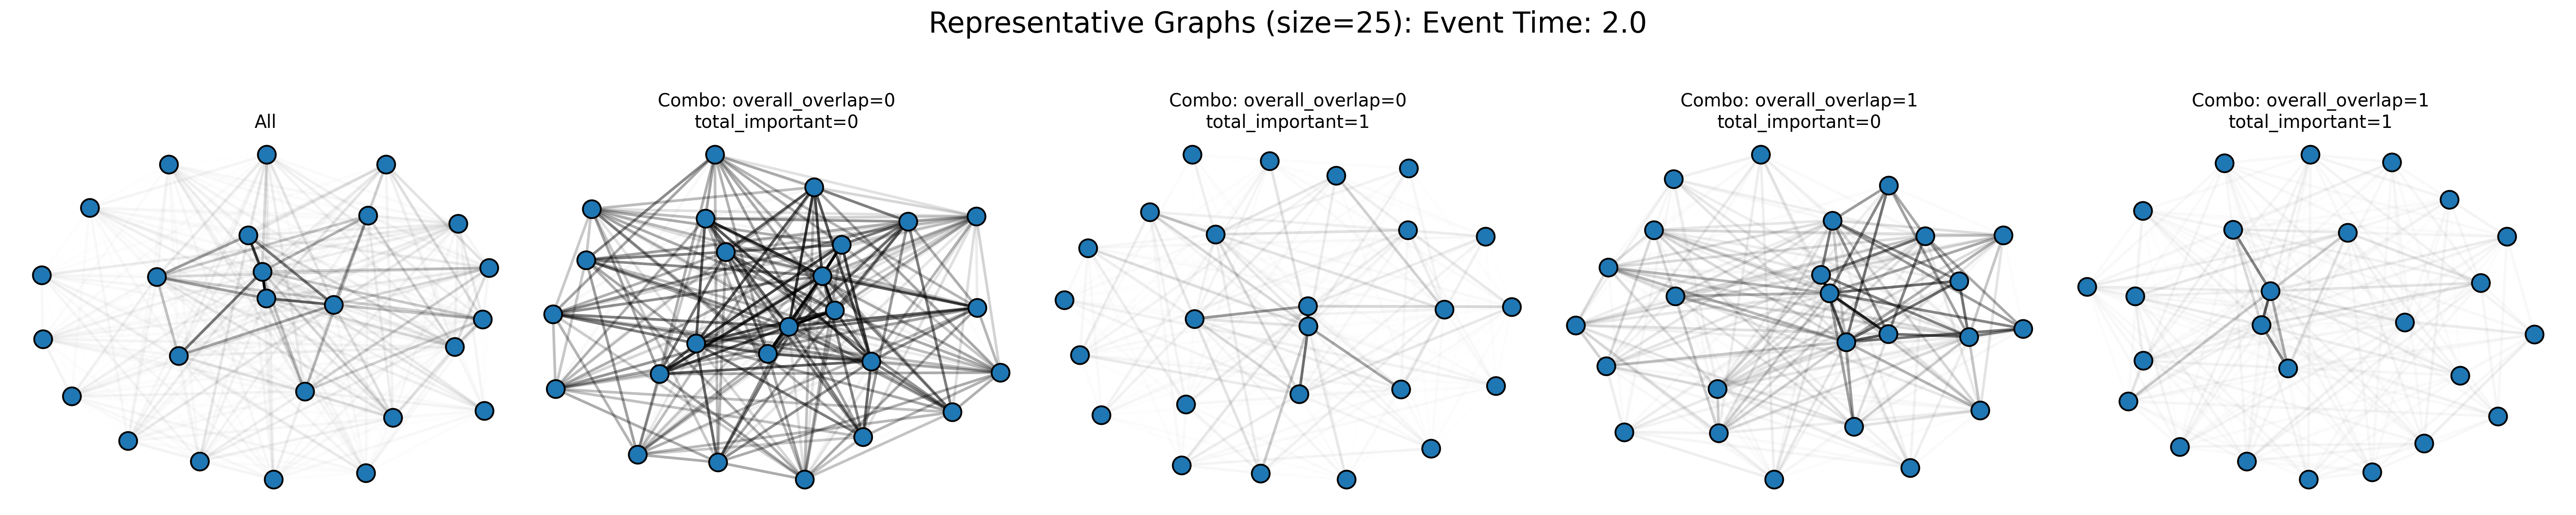 Representative Graphs (size=25): Event Time: 2.0
All
Combo: overall_overlap=0
total_important=0
Combo: overall_overlap=0
total_important=1
Combo: overall_overlap=1
total_important=0
Combo: overall_overlap=1
total_important=1